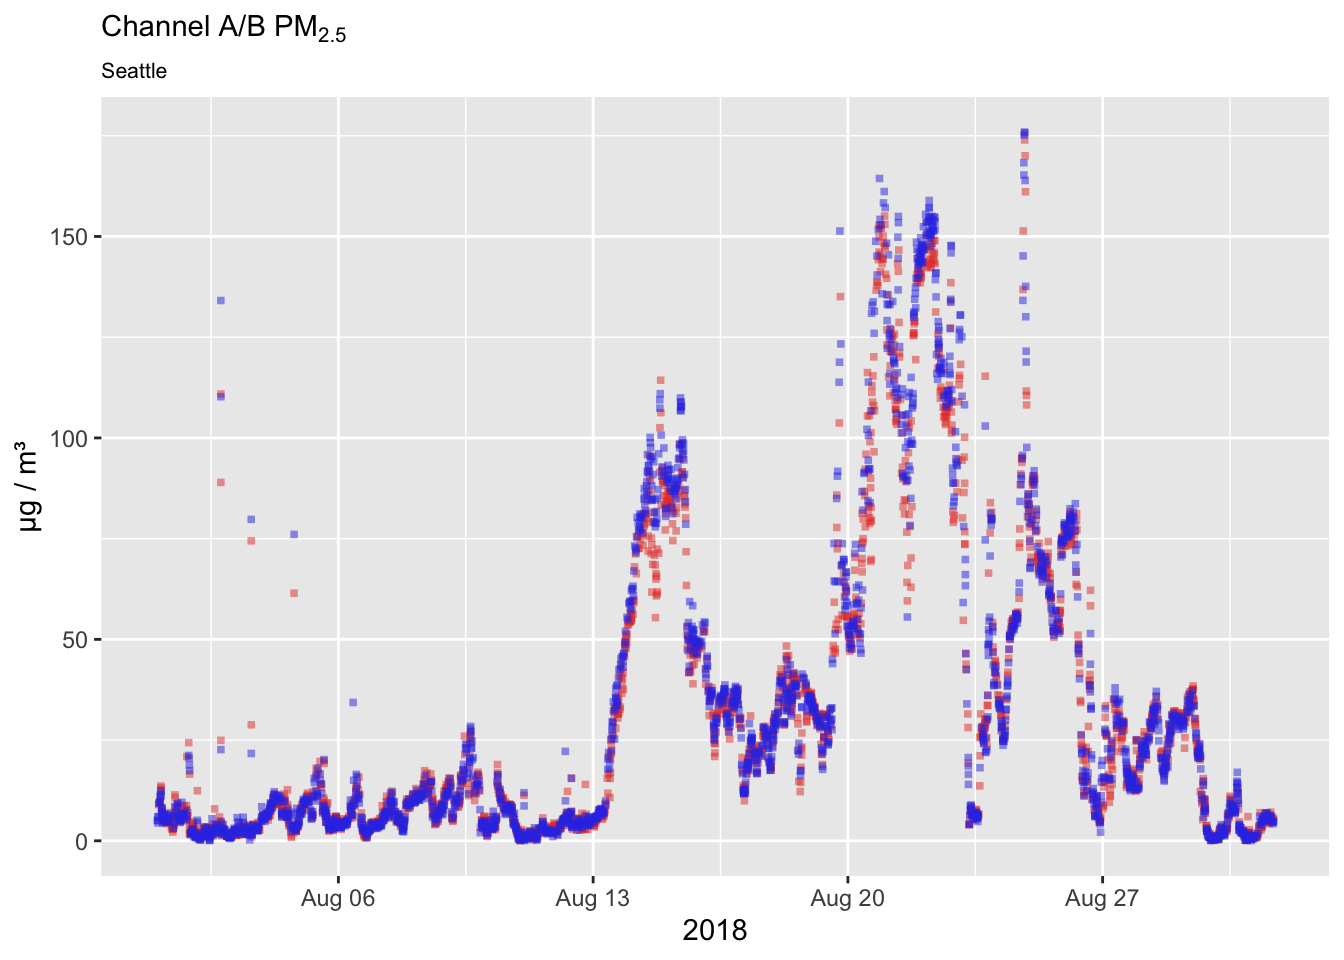 Channel A/B PM₂.₅
Seattle
150
100
50
0
μg / m³
Aug 06
Aug 13
Aug 20
Aug 27
2018